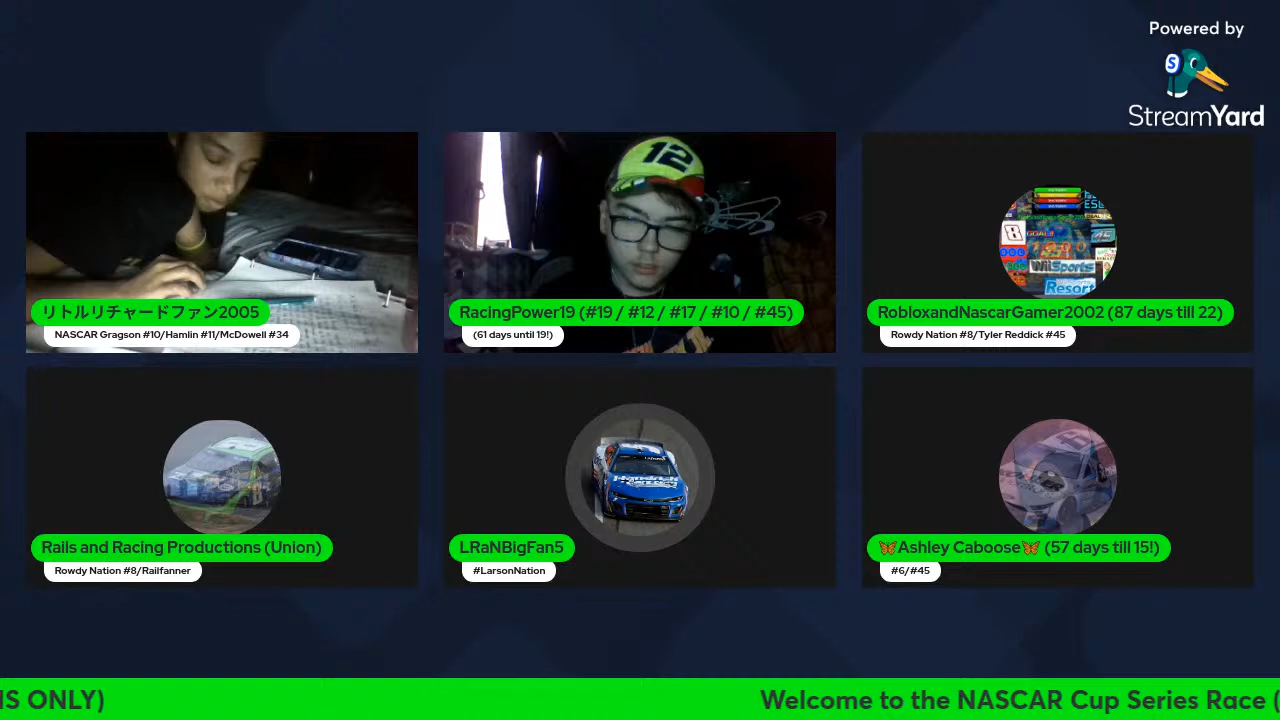 Powered by
StreamYard
12
リトルリチャードファン2005
NASCAR Gragson #10/Hamlin #11/McDowell #34
RacingPower19 (#19 / #12 / #17 / #10 / #45)
(61 days until 19!)
RobloxandNascarGamer2002 (87 days till 22)
Rowdy Nation #8/Tyler Reddick #45
Rails and Racing Productions (Union)
Rowdy Nation #8/Railfanner
LRaNBigFan5
#LarsonNation
🦋Ashley Caboose🦋 (57 days till 15!)
#6/#45
IS ONLY)
Welcome to the NASCAR Cup Series Race (